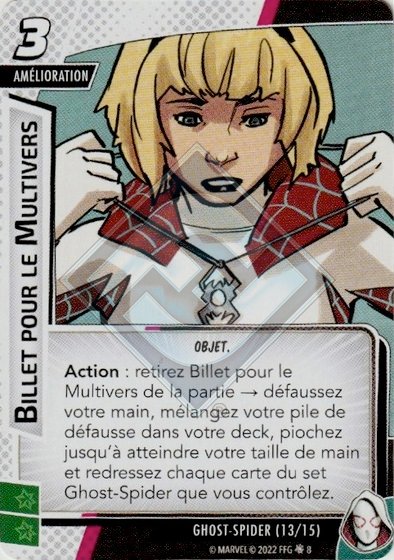 3
AMÉLIORATION
BILLET POUR LE MULTIVERS
OBJET.
Action : retirez Billet pour le
Multivers de la partie → défaussez
votre main, mélangez votre pile de
défausse dans votre deck, piochez
jusqu'à atteindre votre taille de main
et redressez chaque carte du set
Ghost-Spider que vous contrôlez.
GHOST-SPIDER (13/15)
© MARVEL © 2022 FFG 8